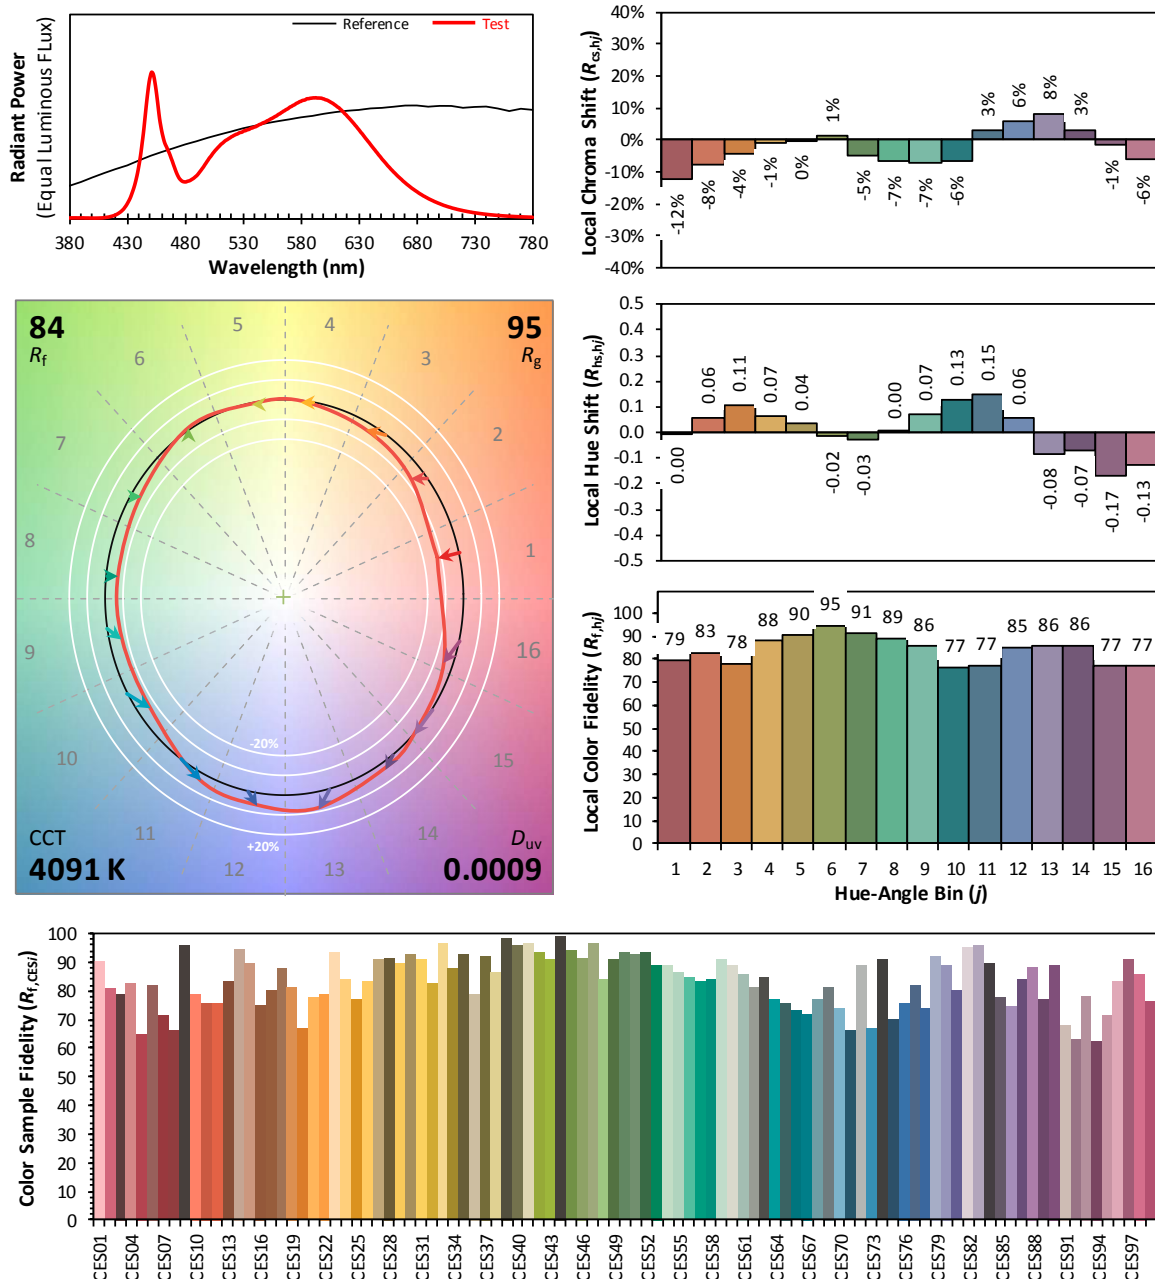 Radiant Power
(Equal Luminous FLux)
Reference
Test
380 430 480 530 580 630 680 730 780
Wavelength (nm)
Local Chroma Shift (Rcs,hj)
40%
30%
20%
10%
0%
-10%
-20%
-30%
-40%
-12% -8% -4% -1% 0% 1% -5% -7% -7% -6% 3% 6% 8% 3% -1% -6%
84
Rf
95
Rg
5 4
6 3
7 2
8 1
9 16
10 15
11 14
12 13
-20%
+20%
CCT
4091 K
Duv
0.0009
Local Hue Shift (Rhs,hj)
0.5
0.4
0.3
0.2
0.1
0.0
-0.1
-0.2
-0.3
-0.4
-0.5
0.00 0.06 0.11 0.07 0.04 -0.02 -0.03 0.00 0.07 0.13 0.15 0.06 -0.08 -0.07 -0.17 -0.13
Local Color Fidelity (Rf,hj)
100
90
80
70
60
50
40
30
20
10
0
79 83 78 88 90 95 91 89 86 77 77 85 86 86 77 77
1 2 3 4 5 6 7 8 9 10 11 12 13 14 15 16
Hue-Angle Bin (j)
Color Sample Fidelity (Rf,CESi)
100
90
80
70
60
50
40
30
20
10
0
CES01 CES04 CES07 CES10 CES13 CES16 CES19 CES22 CES25 CES28 CES31 CES34 CES37 CES40 CES43 CES46 CES49 CES52 CES55 CES58 CES61 CES64 CES67 CES70 CES73 CES76 CES79 CES82 CES85 CES88 CES91 CES94 CES97